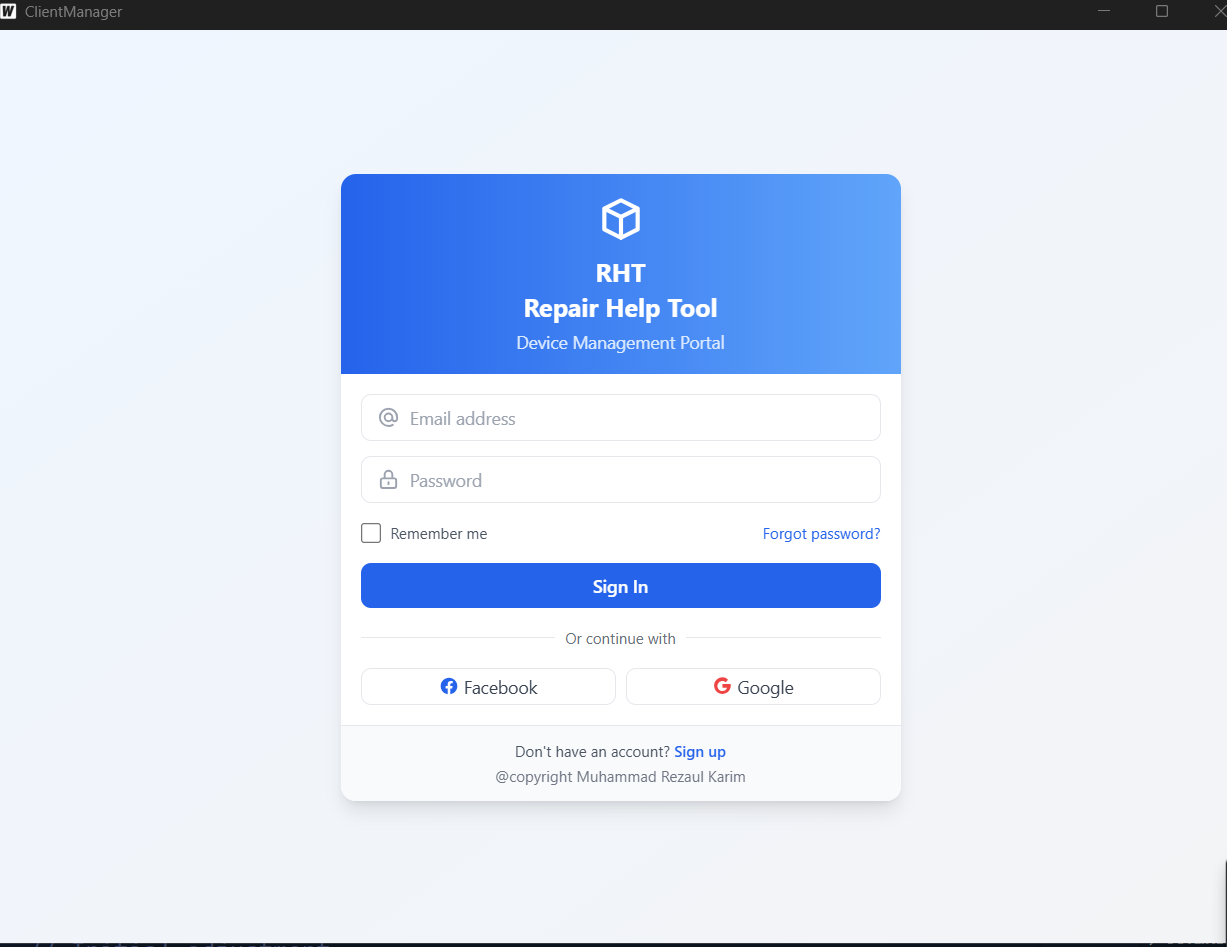 W ClientManager
RHT
Repair Help Tool
Device Management Portal
Email address
Password
Remember me Forgot password?
Sign In
Or continue with
Facebook Google
Don't have an account? Sign up
@copyright Muhammad Rezaul Karim